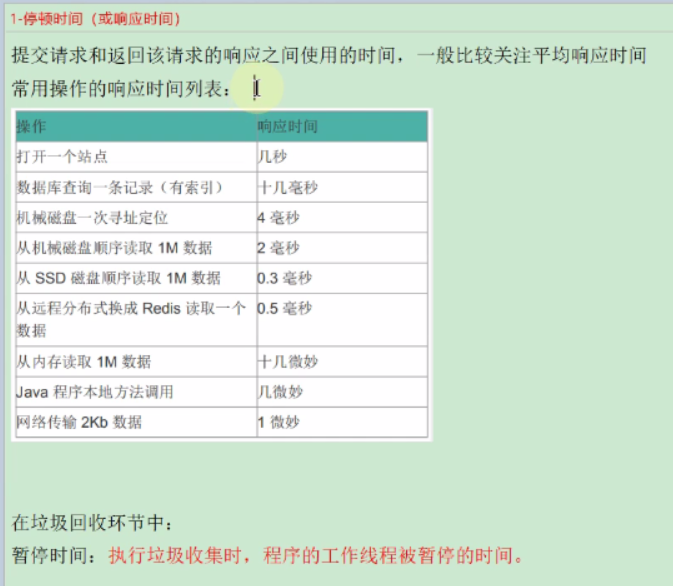 1-停顿时间（或响应时间）
提交请求和返回该请求的响应之间使用的时间，一般比较关注平均响应时间
常用操作的响应时间列表：
操作 响应时间
打开一个站点 几秒
数据库查询一条记录（有索引） 十几毫秒
机械磁盘一次寻址定位 4 毫秒
从机械磁盘顺序读取 1M 数据 2 毫秒
从 SSD 磁盘顺序读取 1M 数据 0.3 毫秒
从远程分布式换成 Redis 读取一个 0.5 毫秒
数据
从内存读取 1M 数据 十几微妙
Java 程序本地方法调用 几微妙
网络传输 2Kb 数据 1 微妙
在垃圾回收环节中：
暂停时间：执行垃圾收集时，程序的工作线程被暂停的时间。